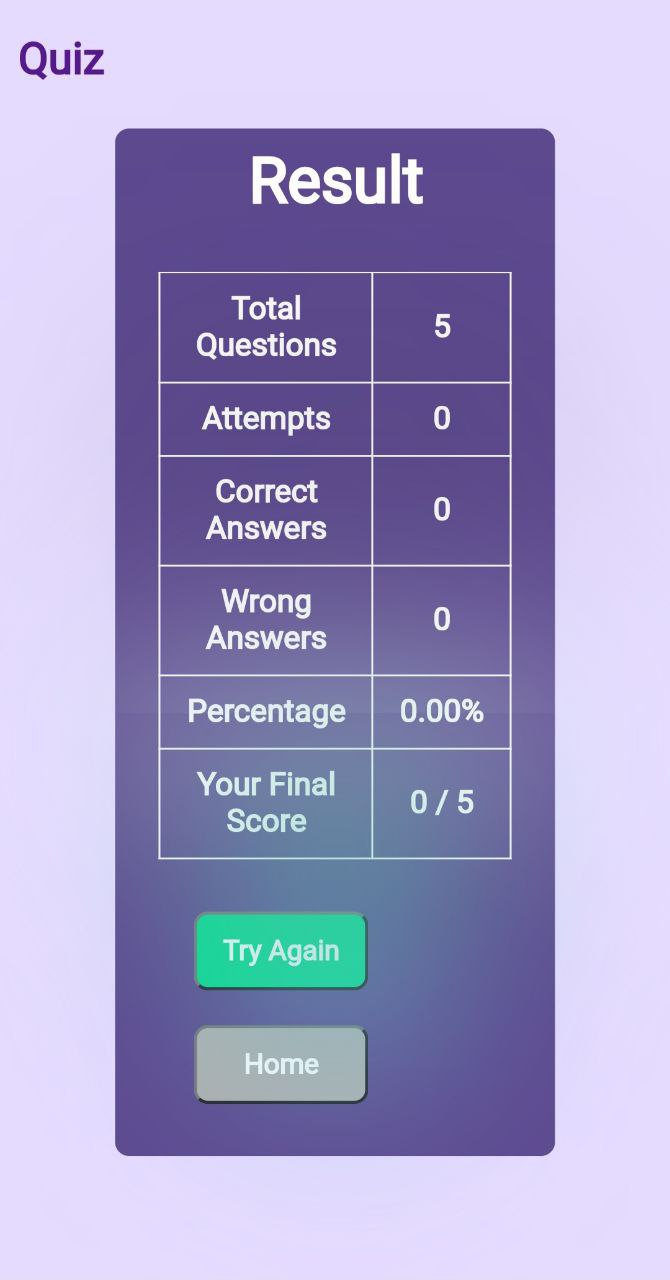 Quiz
Result
Total
Questions
5
Attempts
0
Correct
Answers
0
Wrong
Answers
0
Percentage
0.00%
Your Final
Score
0 / 5
Try Again
Home